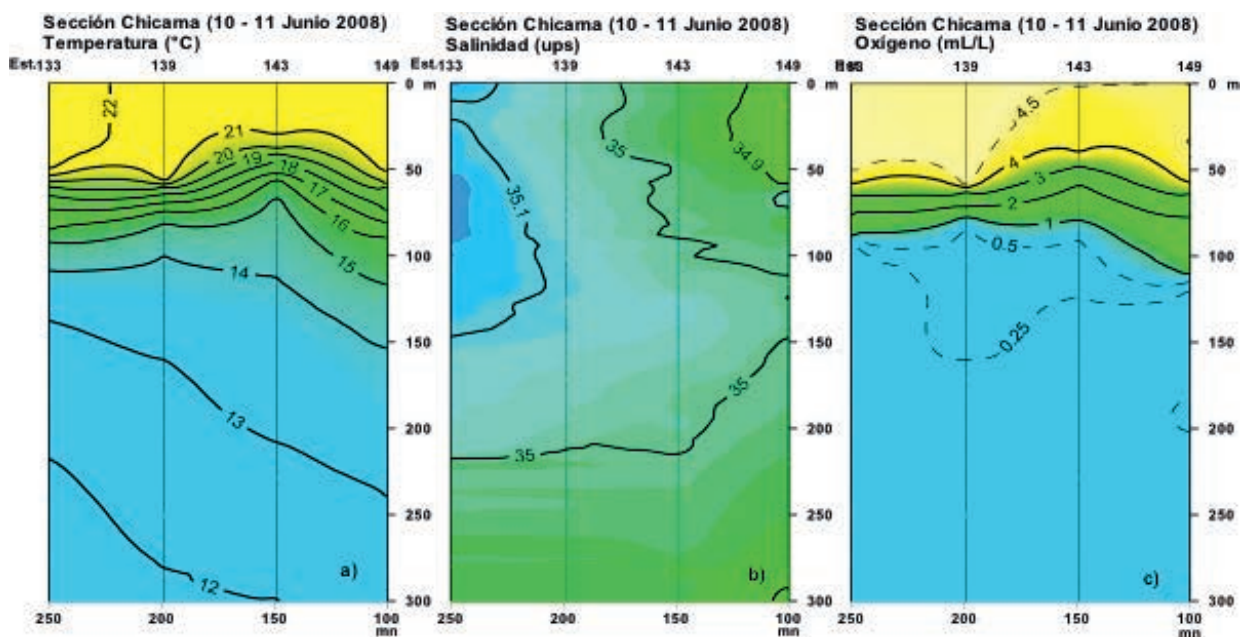 Sección Chicama (10 - 11 Junio 2008)
Temperatura (°C)
Est.133 139 143 149
0 m
50
100
150
200
250
300
22
21
20
19
18
17
16
15
14
13
12
a)
250 200 150 100
mn
Sección Chicama (10 - 11 Junio 2008)
Salinidad (ups)
Est.133 139 143 149
0 m
50
100
150
200
250
300
35
34.9
35.1
35
35
b)
250 200 150 100
mn
Sección Chicama (10 - 11 Junio 2008)
Oxígeno (mL/L)
139 143 149
0 m
50
100
150
200
250
300
4.5
4
3
2
1
0.5
0.25
c)
250 200 150 100
mn